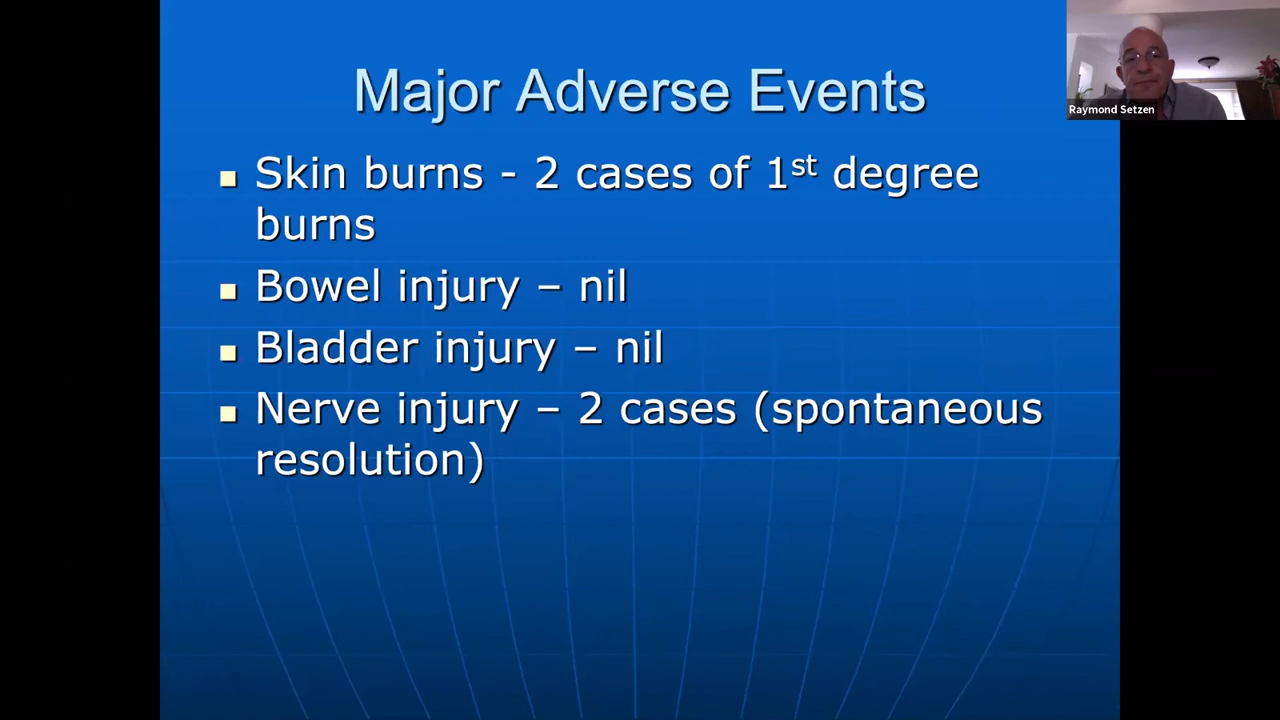 Major Adverse Events
Raymond Setzen
Skin burns - 2 cases of 1st degree
burns
Bowel injury – nil
Bladder injury – nil
Nerve injury – 2 cases (spontaneous
resolution)